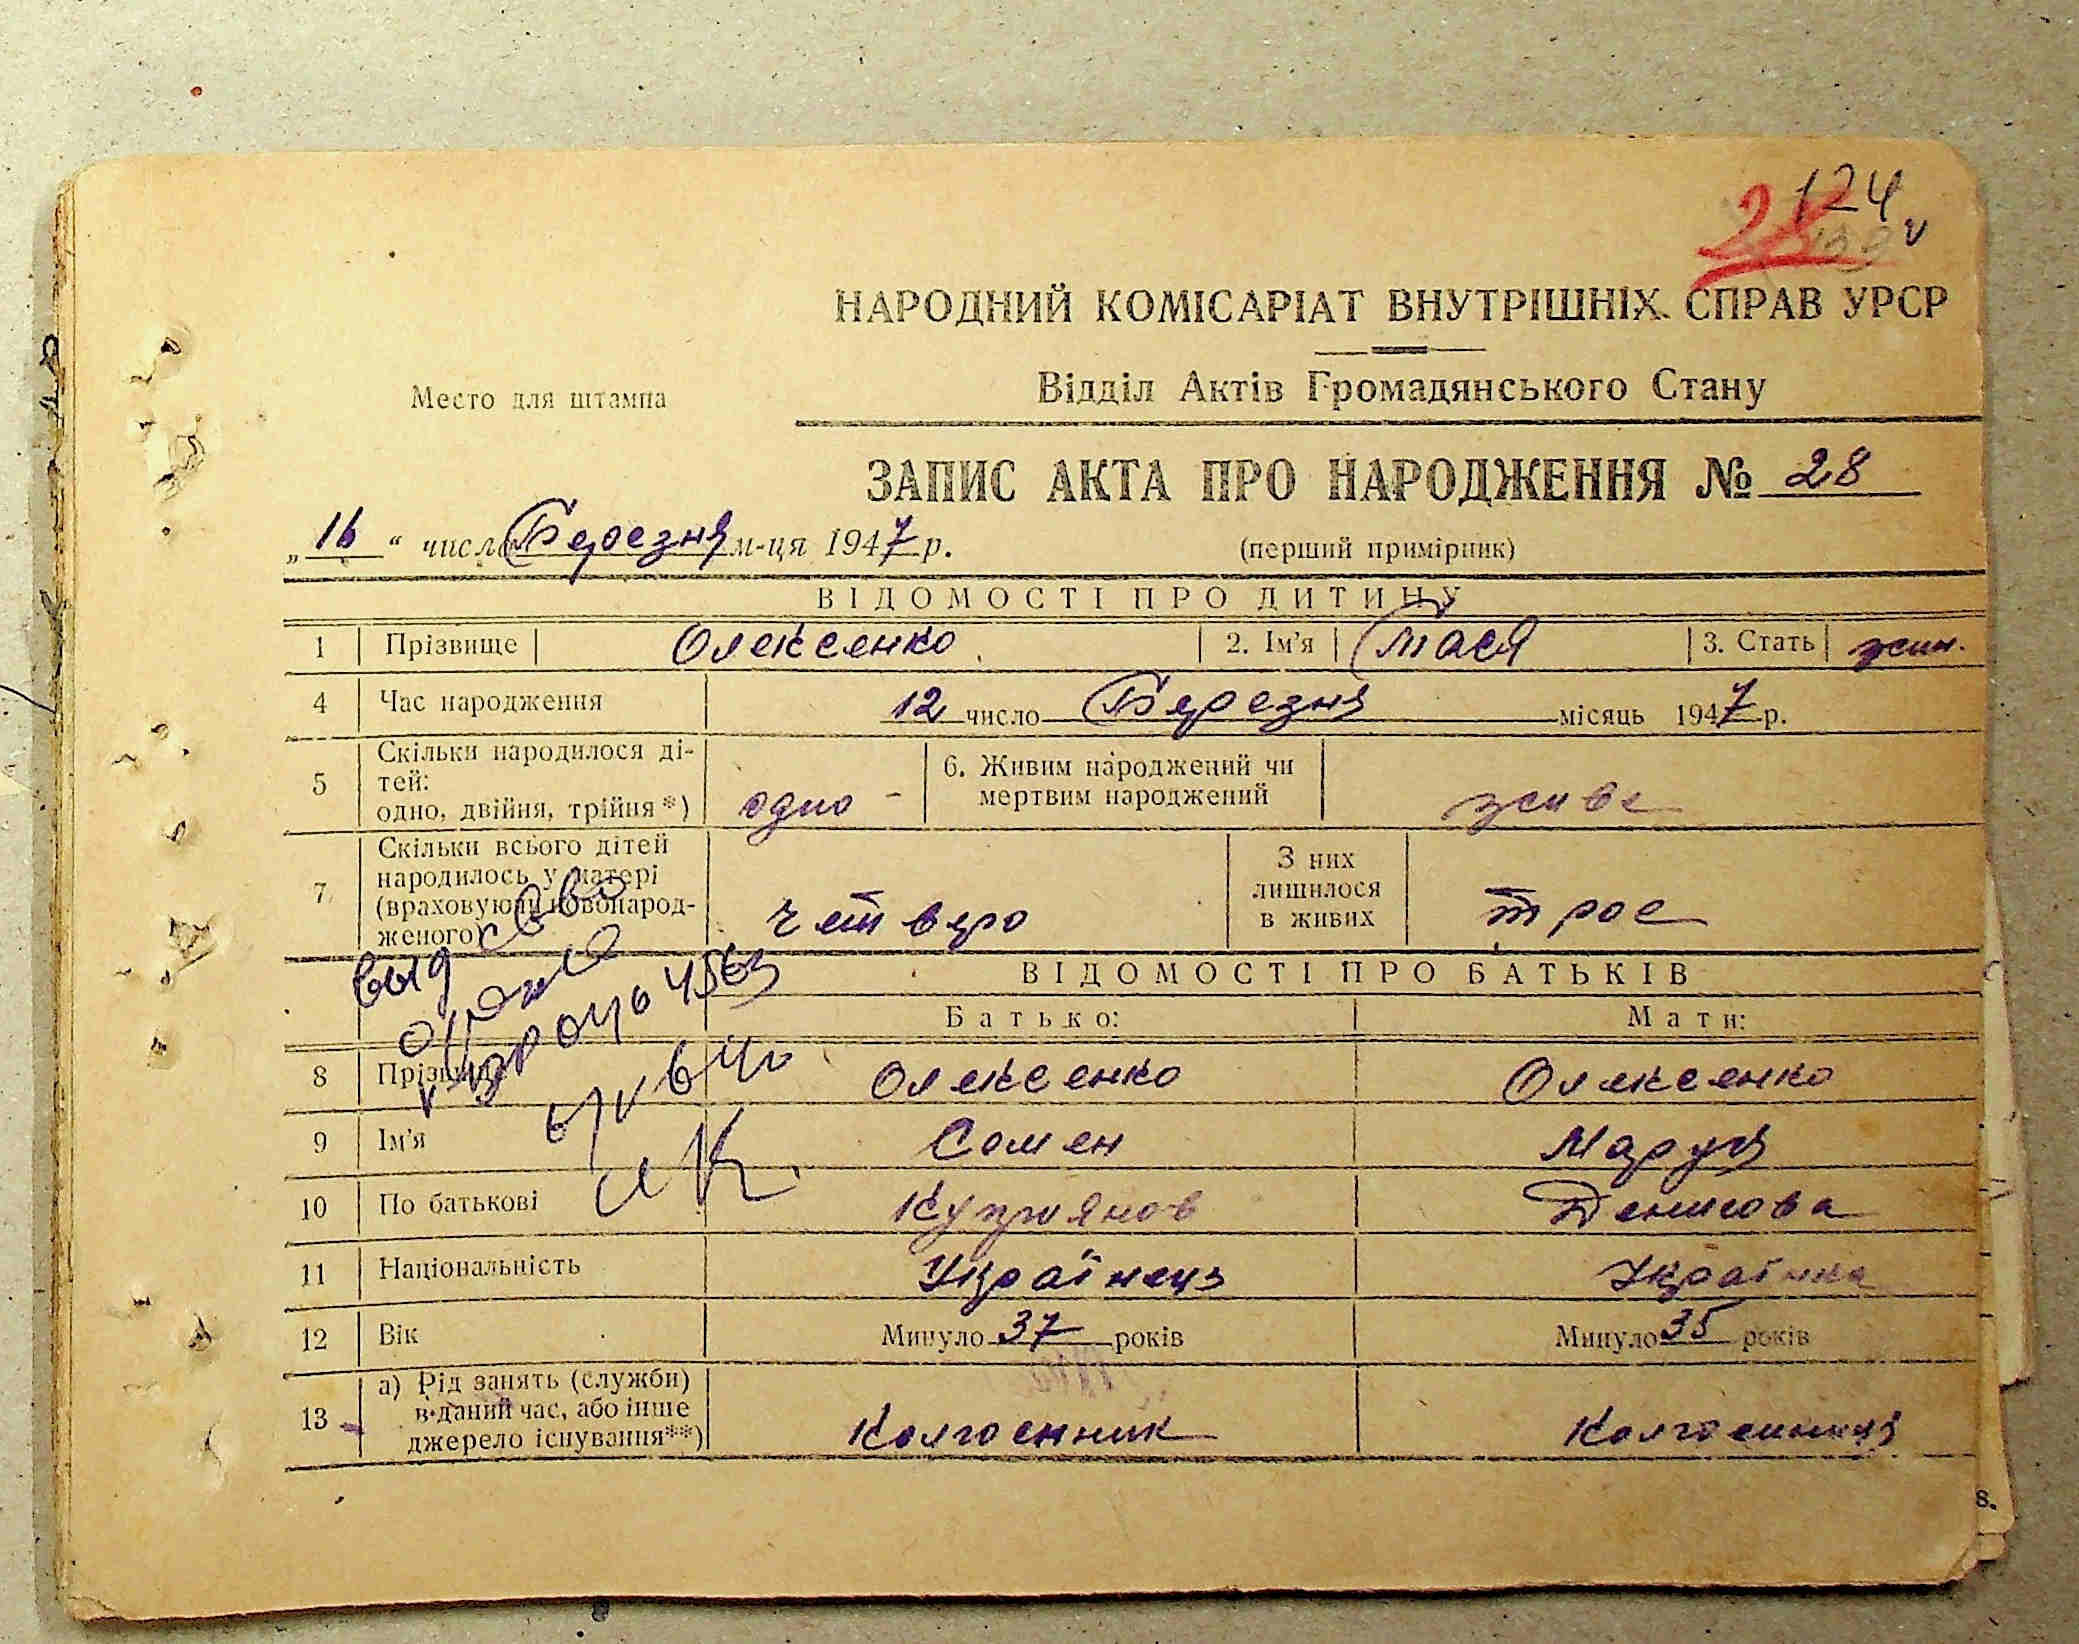 124
НАРОДНИЙ КОМІСАРІАТ ВНУТРІШНІХ СПРАВ УРСР
Место для штампа
Відділ Актів Громадянського Стану
ЗАПИС АКТА ПРО НАРОДЖЕННЯ № 28
„16“ числа Березня м-ця 1947 р. (перший примірник)
ВІДОМОСТІ ПРО ДИТИНУ
1 Прізвище Олексенко 2. Ім'я Тася 3. Стать жін.
4 Час народження 12 число Березня місяць 1947 р.
5 Скільки народилося дітей: одно, двійня, трійня*) одно - 6. Живим народжений чи мертвим народжений живе
7 Скільки всього дітей народилось у матері (враховуючи новонародженого) четверо З них лишилося в живих троє
ВІДОМОСТІ ПРО БАТЬКІВ
Батько: Мати:
8 Прізвище Олексенко Олексенко
9 Ім'я Семен Маруся
10 По батькові Купріянов Денисова
11 Національність Українець Українка
12 Вік Минуло 37 років Минуло 35 років
13 а) Рід занять (служби) в даний час, або інше джерело існування**) Колгоспник Колгоспниця